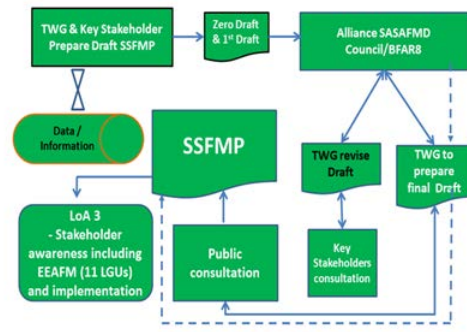 TWG & Key Stakeholder
Prepare Draft SSFMP
Zero Draft
& 1st Draft
Alliance SASAFMD
Council/BFAR8
Data /
Information
SSFMP
TWG revise
Draft
TWG to
prepare
final Draft
LoA 3
- Stakeholder
awareness including
EEAFM (11 LGUs)
and implementation
Public
consultation
Key
Stakeholders
consultation